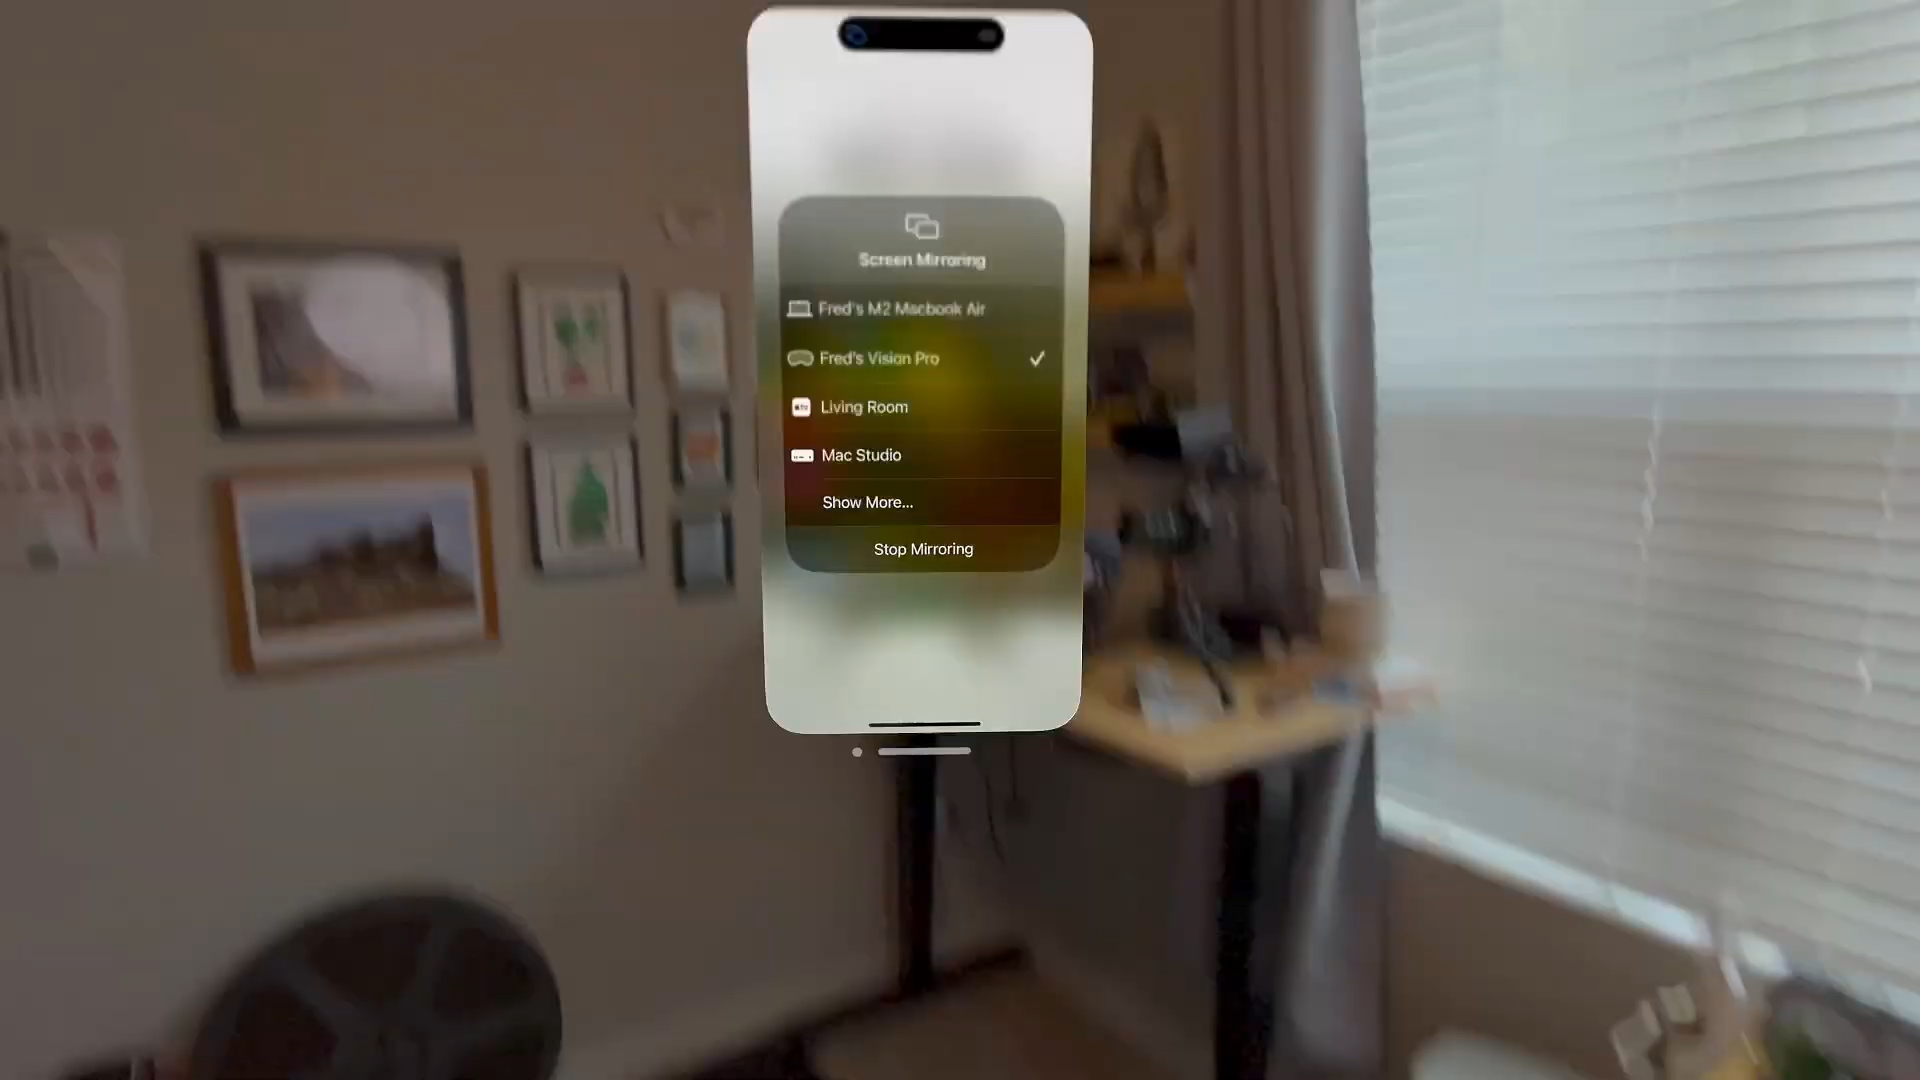 Screen Mirroring
Fred's M2 Macbook Air
Fred's Vision Pro
Living Room
Mac Studio
Show More...
Stop Mirroring